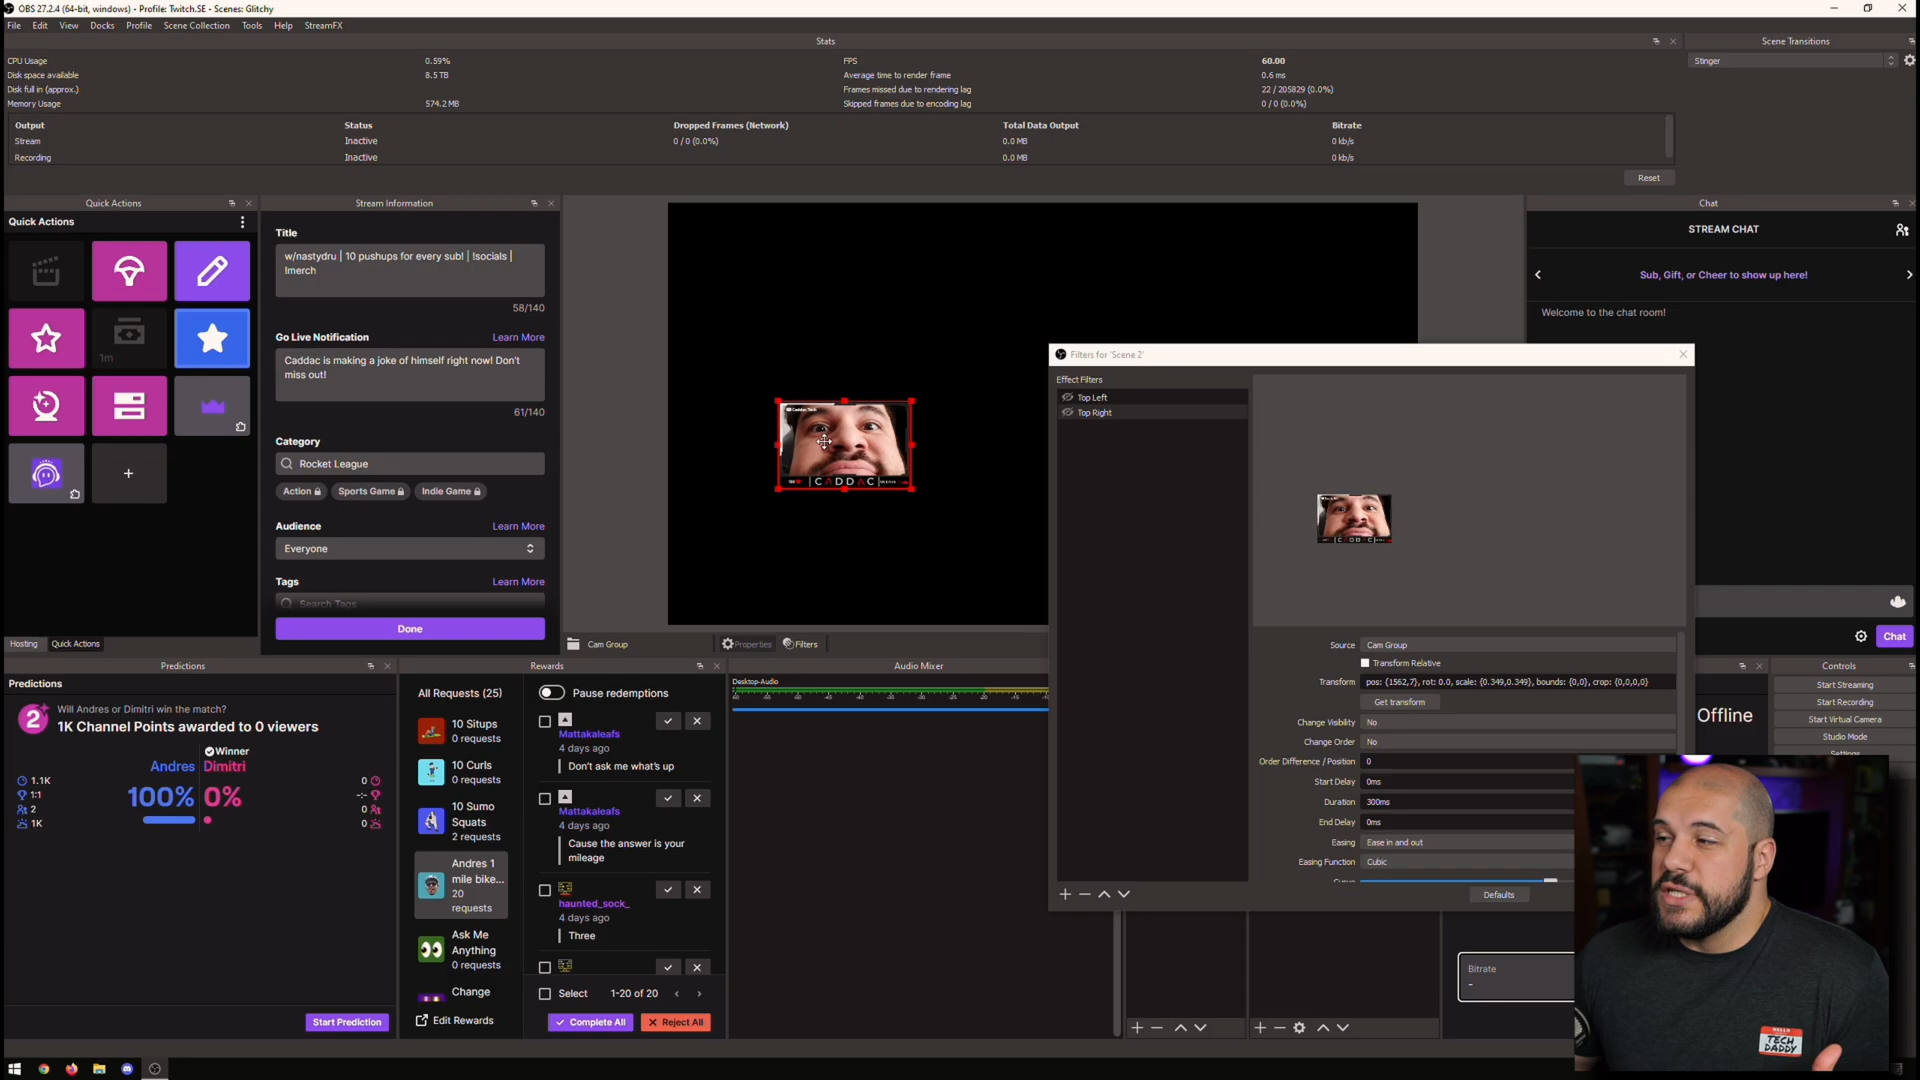 OBS 27.2.4 (64-bit, windows) - Profile: Twitch.SE - Scenes: Glitchy
File Edit View Docks Profile Scene Collection Tools Help StreamFX
Stats
Scene Transitions
CPU Usage 0.59% FPS 60.00
Stinger
Disk space available 8.5 TB Average time to render frame 0.6 ms
Disk full in (approx.) Frames missed due to rendering lag 22 / 205829 (0.0%)
Memory Usage 574.2 MB Skipped frames due to encoding lag 0 / 0 (0.0%)
Output Status Dropped Frames (Network) Total Data Output Bitrate
Stream Inactive 0 / 0 (0.0%) 0.0 MB 0 kb/s
Recording Inactive 0.0 MB 0 kb/s
Reset
Quick Actions
Quick Actions
1m
Hosting Quick Actions
Stream Information
Title
w/nastydru | 10 pushups for every sub! | !socials |
!merch
58/140
Go Live Notification Learn More
Caddac is making a joke of himself right now! Don't
miss out!
61/140
Category
Rocket League
Action Sports Game Indie Game
Audience Learn More
Everyone
Tags Learn More
Search Tags
Done
Caddac Tech
CADDAC
Cam Group Properties Filters
Filters for 'Scene 2'
Effect Filters
Top Left
Top Right
CADDAC
Source Cam Group
Transform Relative
Transform pos: {1562,7}, rot: 0.0, scale: {0.349,0.349}, bounds: {0,0}, crop: {0,0,0,0}
Get transform
Change Visibility No
Change Order No
Order Difference / Position 0
Start Delay 0ms
Duration 300ms
End Delay 0ms
Easing Ease in and out
Easing Function Cubic
Defaults
Chat
STREAM CHAT
Sub, Gift, or Cheer to show up here!
Welcome to the chat room!
Chat
Predictions
Predictions
2
Will Andres or Dimitri win the match?
1K Channel Points awarded to 0 viewers
Winner
Andres Dimitri
100% 0%
1.1K 0
1:1 -:-
2 0
1K 0
Start Prediction
Rewards
All Requests (25)
10 Situps
0 requests
10 Curls
0 requests
10 Sumo
Squats
2 requests
Andres 1
mile bike...
20
requests
Ask Me
Anything
0 requests
Change
Edit Rewards
Pause redemptions
Mattakaleafs
4 days ago
Don't ask me what's up
Mattakaleafs
4 days ago
Cause the answer is your
mileage
haunted_sock_
4 days ago
Three
Select 1-20 of 20
Complete All Reject All
Audio Mixer
Desktop-Audio
Controls
Start Streaming
Start Recording
Start Virtual Camera
Studio Mode
Settings
Offline
Bitrate
-
HELLO
TECH
DADDY